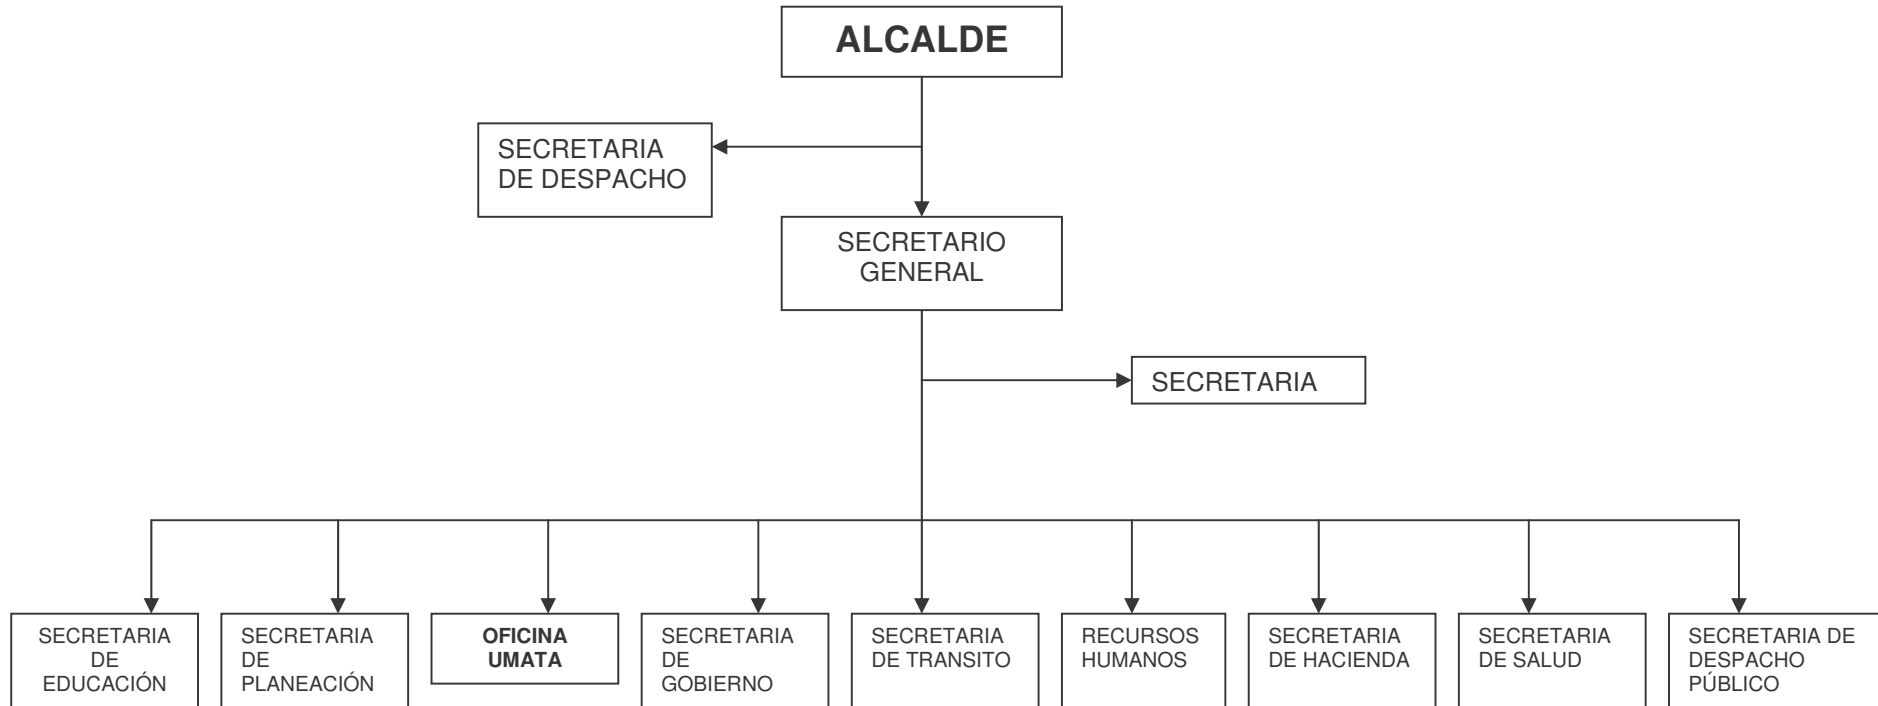 ALCALDE
SECRETARIA
DE DESPACHO
SECRETARIO
GENERAL
SECRETARIA
SECRETARIA
DE
EDUCACIÓN
SECRETARIA
DE
PLANEACIÓN
OFICINA
UMATA
SECRETARIA
DE
GOBIERNO
SECRETARIA
DE TRANSITO
RECURSOS
HUMANOS
SECRETARIA
DE HACIENDA
SECRETARIA
DE SALUD
SECRETARIA DE
DESPACHO
PÚBLICO